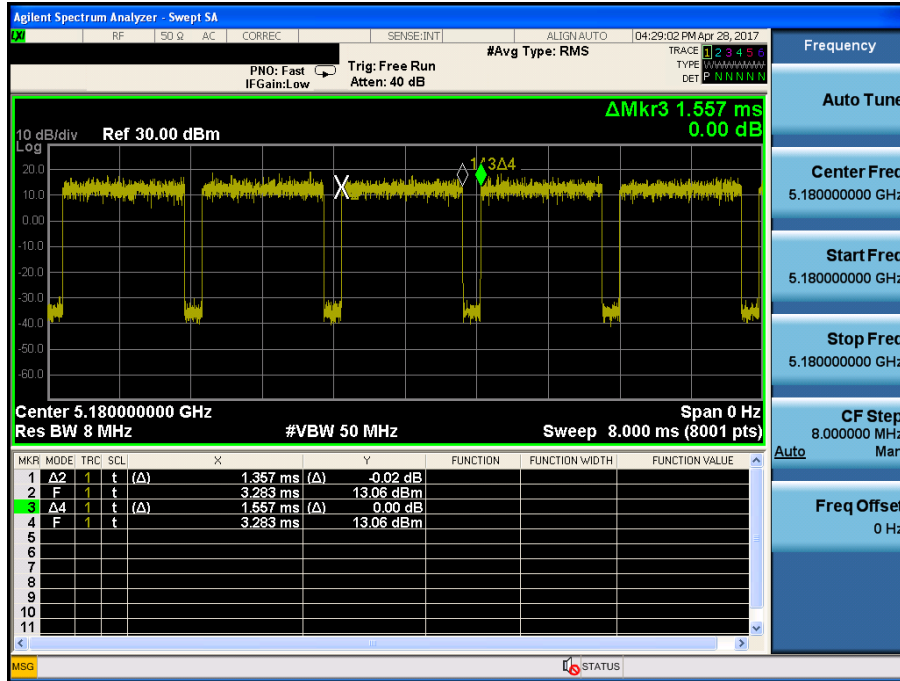 Agilent Spectrum Analyzer - Swept SA
LXI RF 50 Ω AC CORREC SENSE:INT ALIGN AUTO 04:29:02 PM Apr 28, 2017
#Avg Type: RMS
TRACE 1 2 3 4 5 6
TYPE WWWWWW
DET P N N N N N
PNO: Fast
IFGain:Low
Trig: Free Run
Atten: 40 dB
ΔMkr3 1.557 ms
0.00 dB
10 dB/div Ref 30.00 dBm
Log
20.0
10.0
0.00
-10.0
-20.0
-30.0
-40.0
-50.0
-60.0
3Δ4
Center 5.180000000 GHz Span 0 Hz
Res BW 8 MHz #VBW 50 MHz Sweep 8.000 ms (8001 pts)
MKR MODE TRC SCL X Y FUNCTION FUNCTION WIDTH FUNCTION VALUE
1 Δ2 1 t (Δ) 1.357 ms (Δ) -0.02 dB
2 F 1 t 3.283 ms 13.06 dBm
3 Δ4 1 t (Δ) 1.557 ms (Δ) 0.00 dB
4 F 1 t 3.283 ms 13.06 dBm
5
6
7
8
9
10
11
MSG STATUS
Frequency
Auto Tune
Center Freq
5.180000000 GHz
Start Freq
5.180000000 GHz
Stop Freq
5.180000000 GHz
CF Step
8.000000 MHz
Auto Man
Freq Offset
0 Hz